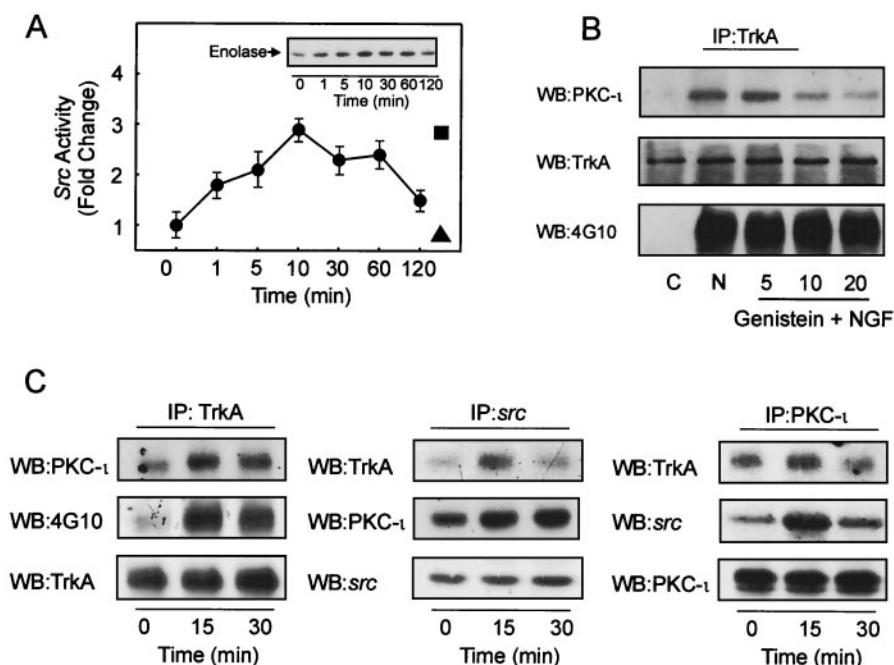 A
Enolase
0 1 5 10 30 60 120
Time (min)
Src Activity
(Fold Change)
4
3
2
1
0 1 5 10 30 60 120
Time (min)
B
IP:TrkA
WB:PKC-ι
WB:TrkA
WB:4G10
C N 5 10 20
Genistein + NGF
C
IP: TrkA
WB:PKC-ι
WB:4G10
WB:TrkA
0 15 30
Time (min)
IP:src
WB:TrkA
WB:PKC-ι
WB:src
0 15 30
Time (min)
IP:PKC-ι
WB:TrkA
WB:src
WB:PKC-ι
0 15 30
Time (min)